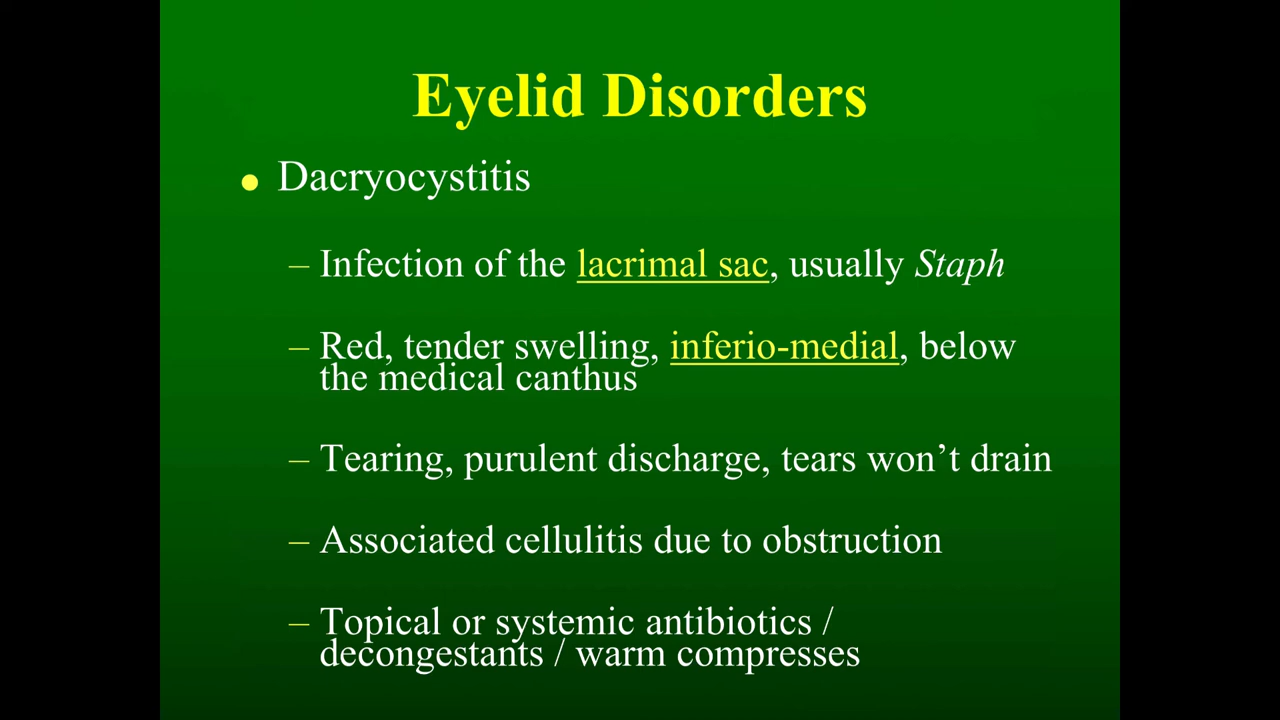 Eyelid Disorders
● Dacryocystitis
– Infection of the lacrimal sac, usually Staph
– Red, tender swelling, inferio-medial, below
the medical canthus
– Tearing, purulent discharge, tears won’t drain
– Associated cellulitis due to obstruction
– Topical or systemic antibiotics /
decongestants / warm compresses